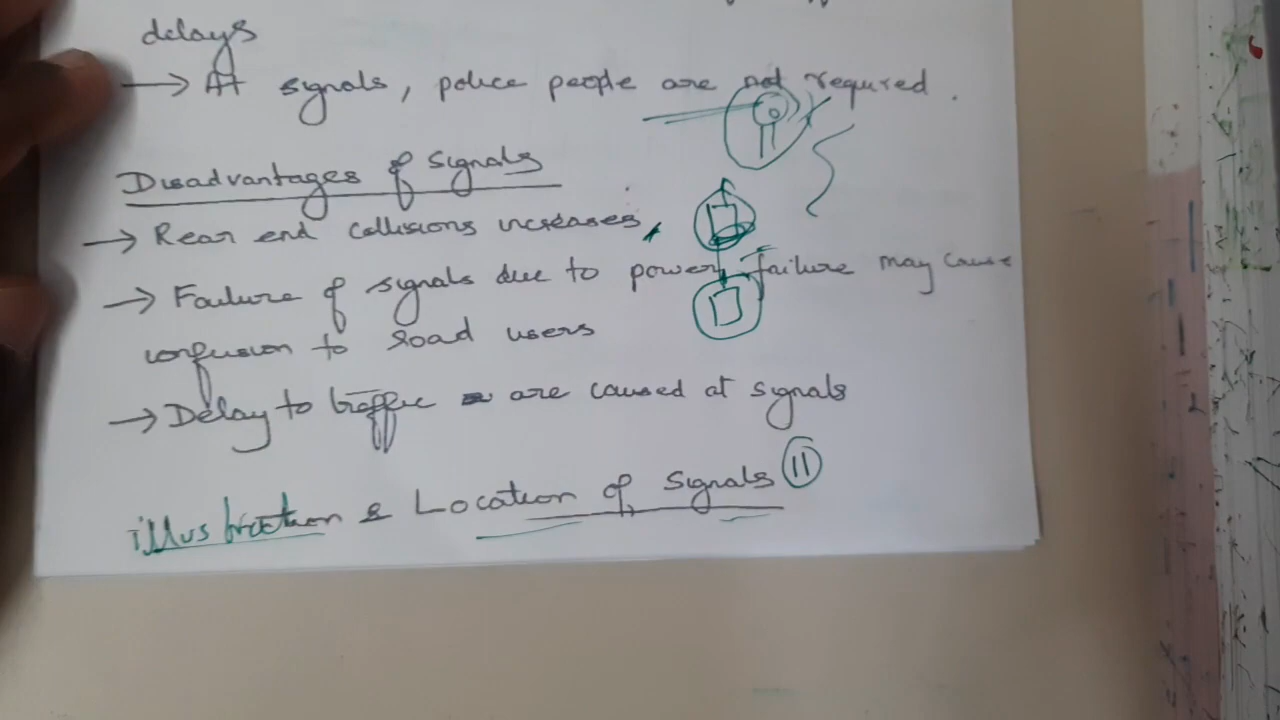 delays
→ At signals, police people are not required.
Disadvantages of signals
→ Rear end collisions increases,
→ Failure of signals due to power failure may cause
confusion to road users
→ Delay to traffic are caused at signals
illustration & Location of signals 11